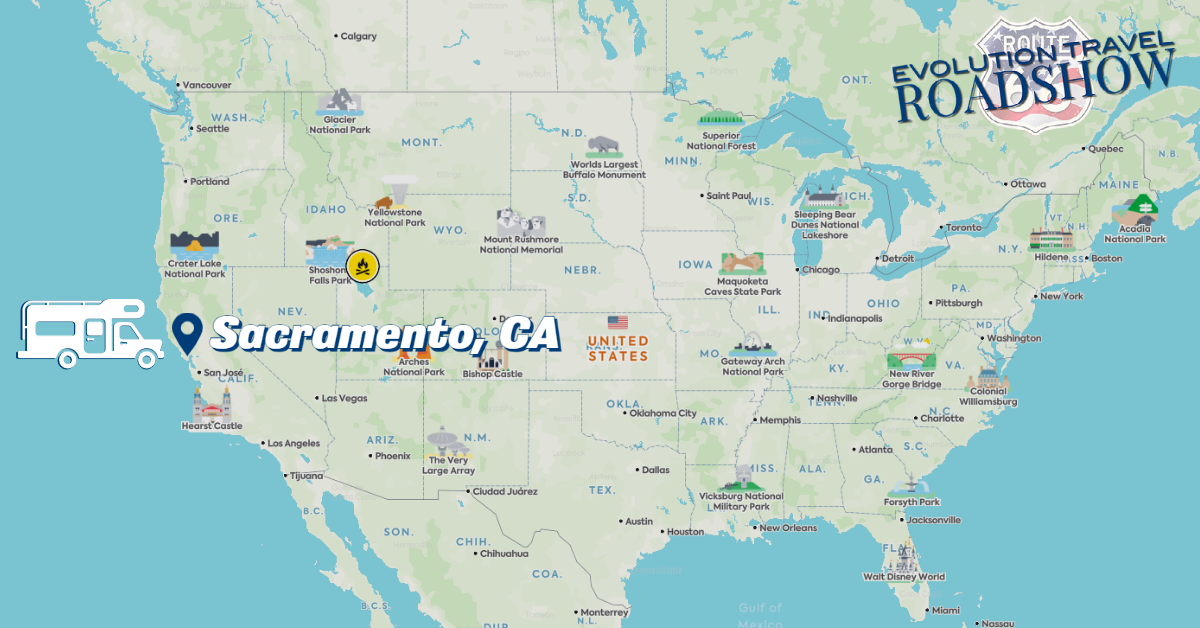 Calgary
ROUTE
EVOLUTION TRAVEL
ROADSHOW
ONT.
Vancouver
WASH.
Seattle
Glacier
National Park
MONT.
N.D.
Superior
National Forest
Quebec
N.B.
Worlds Largest
Buffalo Monument
MINN.
Portland
Ottawa
MAINE
IDAHO
Yellowstone
National Park
S.D.
Saint Paul
WIS.
MICH.
Sleeping Bear
Dunes National
Lakeshore
ORE.
WYO.
Mount Rushmore
National Memorial
Toronto
VT.
N.H.
Acadia
National Park
N.Y.
Hildene
Boston
Crater Lake
National Park
Falls Park
NEBR.
IOWA
Maquoketa
Caves State Park
Chicago
Detroit
New York
NEV.
ILL.
OHIO
PA.
Pittsburgh
Indianapolis
Sacramento, CA
UNITED
STATES
MD.
Washington
San José
CALIF.
Arches
National Park
Bishop Castle
MO.
Gateway Arch
National Park
KY.
W.V.
New River
Gorge Bridge
VA.
Colonial
Williamsburg
Las Vegas
Hearst Castle
OKLA.
Oklahoma City
ARK.
Memphis
Nashville
TENN.
N.C.
Charlotte
Los Angeles
ARIZ.
Phoenix
N.M.
The Very
Large Array
Atlanta
S.C.
Tijuana
Dallas
MISS.
ALA.
GA.
Ciudad Juárez
TEX.
Vicksburg National
Military Park
Forsyth Park
B.C.
SON.
Austin
Houston
New Orleans
Jacksonville
CHIH.
Chihuahua
FLA.
Walt Disney World
COA.
B.C.S.
Monterrey
N.L.
Gulf of
Mexico
Miami
Nassau